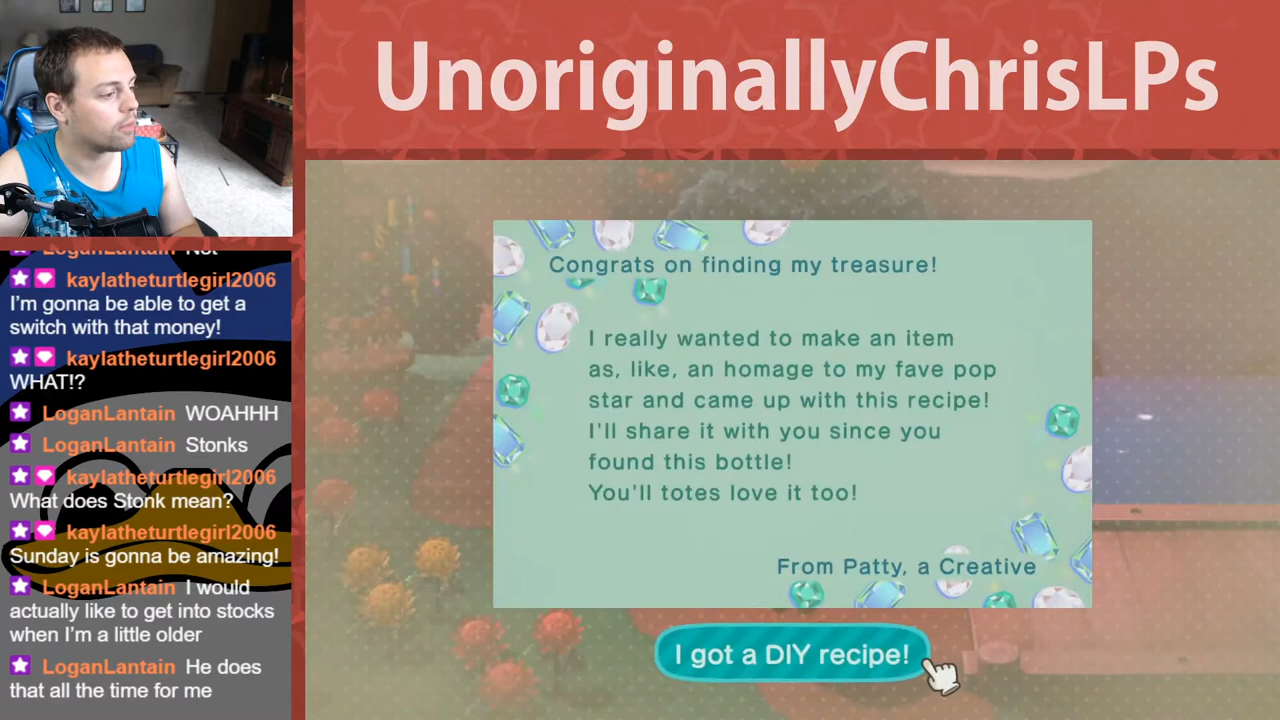 UnoriginallyChrisLPs
kaylatheturtlegirl2006
I'm gonna be able to get a
switch with that money!
kaylatheturtlegirl2006
WHAT!?
LoganLantain WOAHHH
LoganLantain Stonks
kaylatheturtlegirl2006
What does Stonk mean?
kaylatheturtlegirl2006
Sunday is gonna be amazing!
LoganLantain I would
actually like to get into stocks
when I'm a little older
LoganLantain He does
that all the time for me
Congrats on finding my treasure!
I really wanted to make an item
as, like, an homage to my fave pop
star and came up with this recipe!
I'll share it with you since you
found this bottle!
You'll totes love it too!
From Patty, a Creative
I got a DIY recipe!